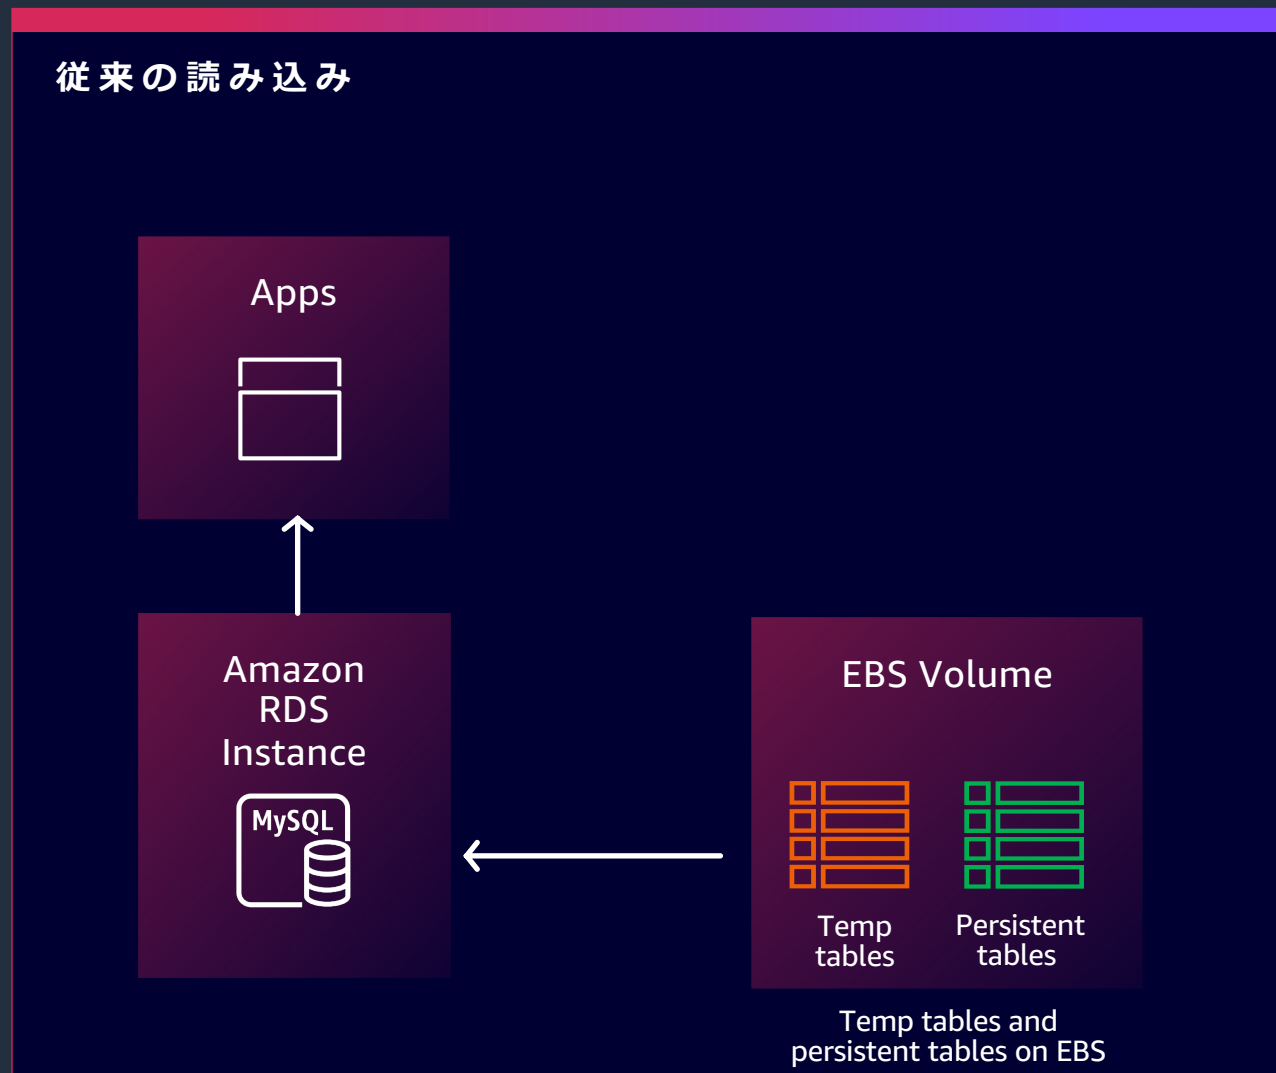 従来の読み込み
Apps
Amazon
RDS
Instance
MySQL
EBS Volume
Temp
tables
Persistent
tables
Temp tables and
persistent tables on EBS